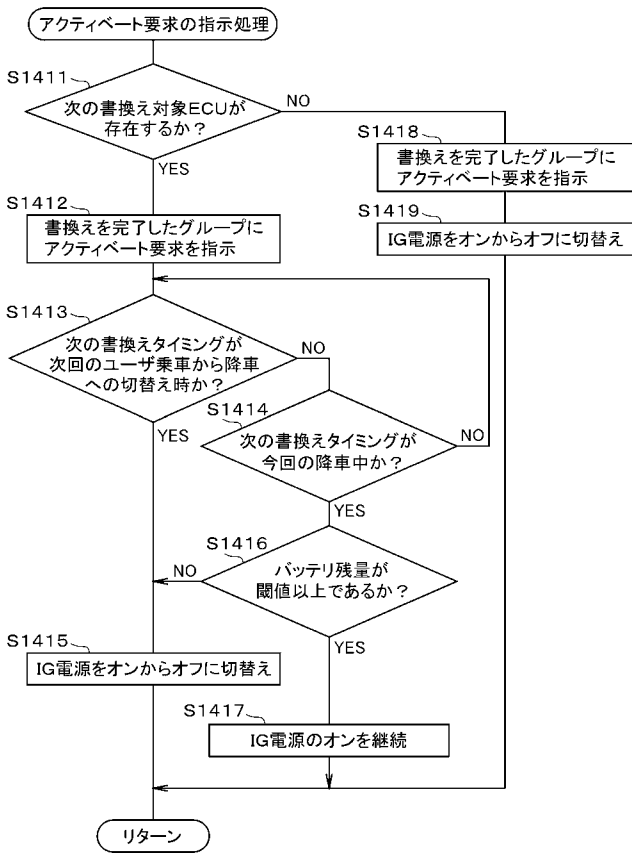 アクティベート要求の指示処理
S1411
次の書換え対象ECUが
存在するか？
NO
YES
S1418
書換えを完了したグループに
アクティベート要求を指示
S1412
書換えを完了したグループに
アクティベート要求を指示
S1419
IG電源をオンからオフに切替え
S1413
次の書換えタイミングが
次回のユーザ乗車から降車
への切替え時か？
NO
YES
S1414
次の書換えタイミングが
今回の降車中か？
NO
YES
S1416
バッテリ残量が
閾値以上であるか？
NO
YES
S1415
IG電源をオンからオフに切替え
S1417
IG電源のオンを継続
リターン